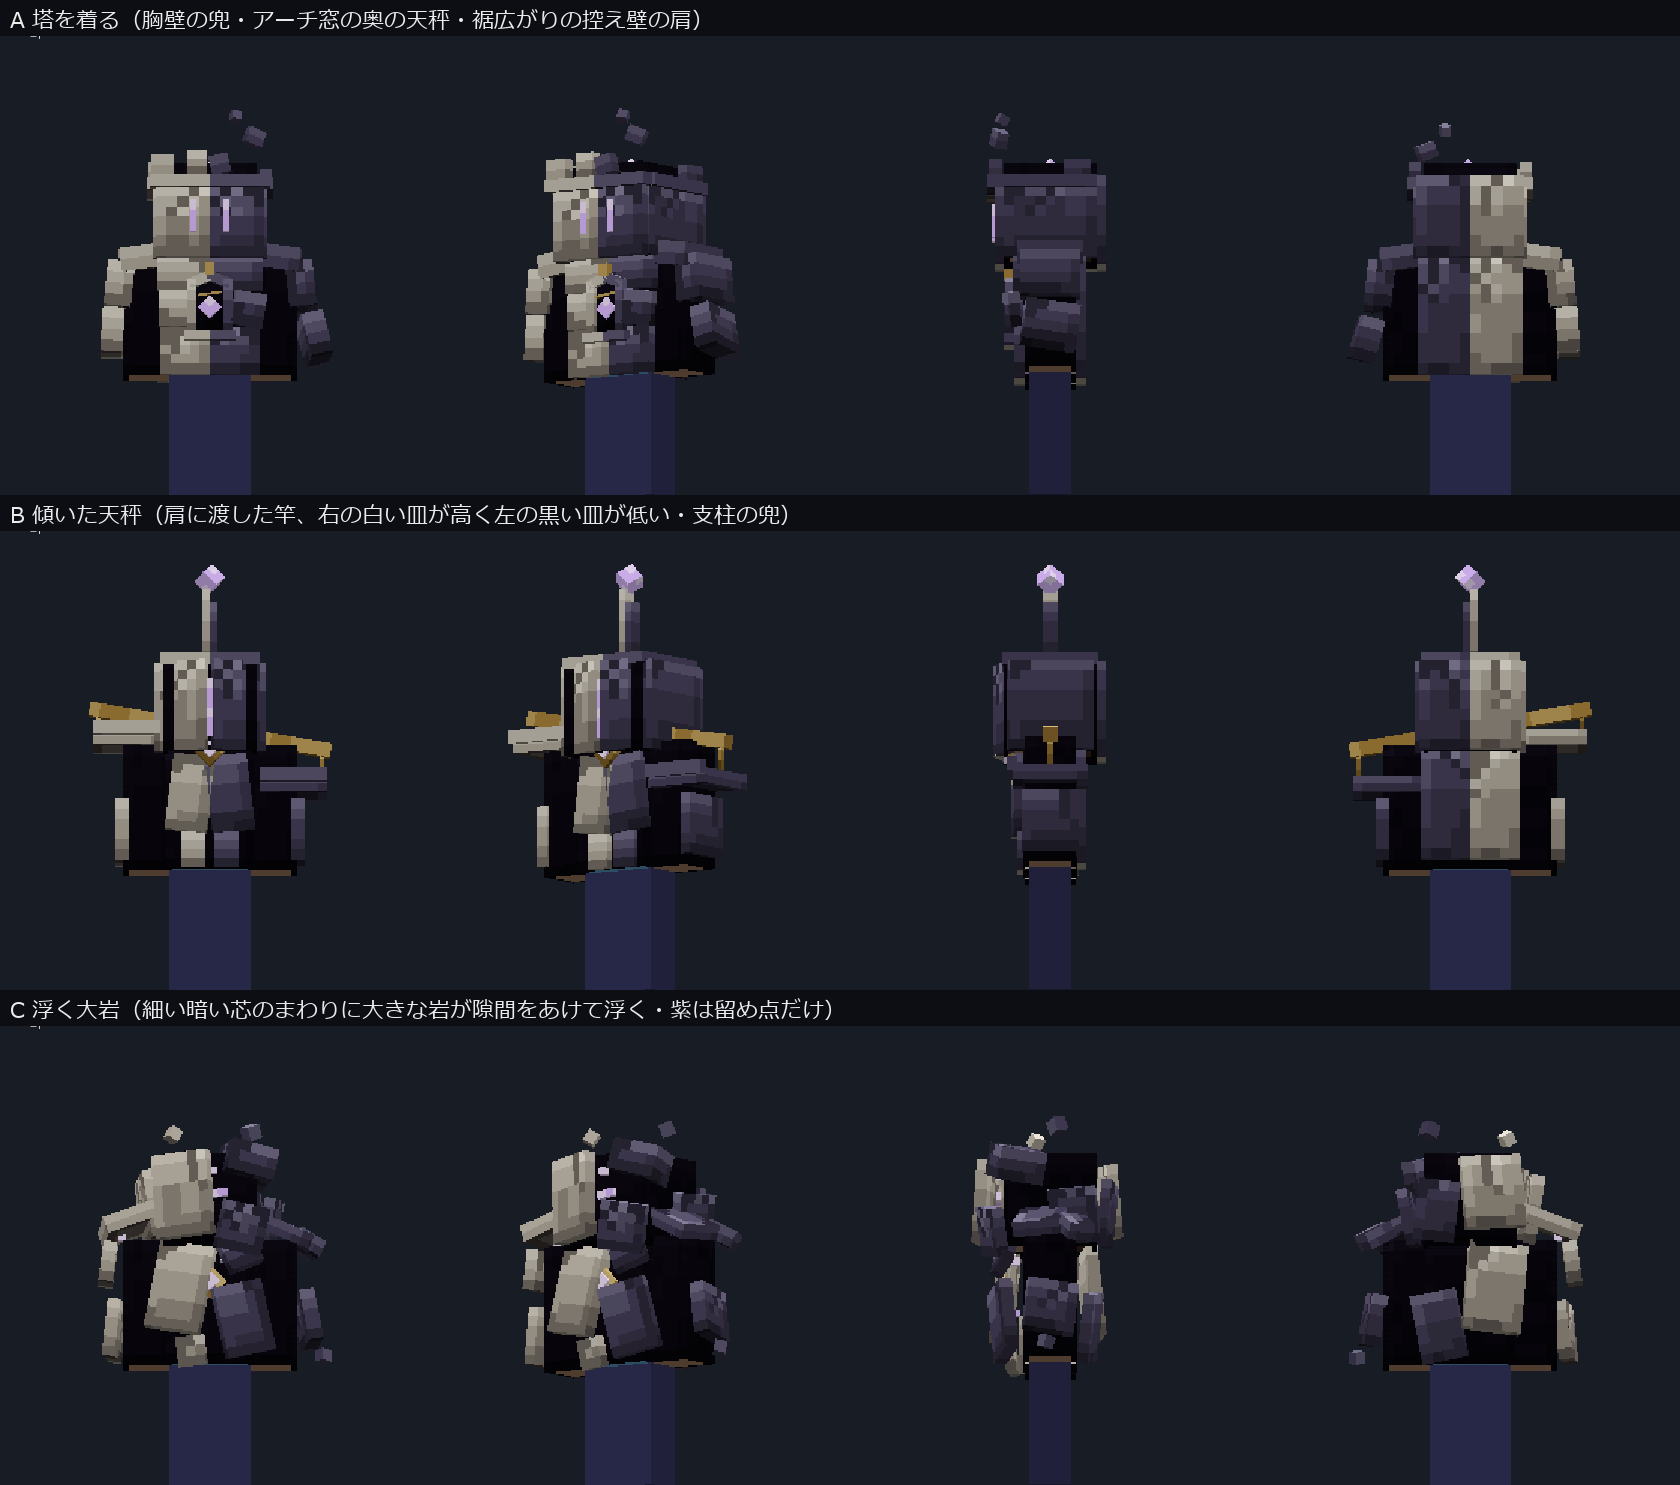 A 塔を着る（胸壁の兜・アーチ窓の奥の天秤・裾広がりの控え壁の肩）
B 傾いた天秤（肩に渡した竿、右の白い皿が高く左の黒い皿が低い・支柱の兜）
C 浮く大岩（細い暗い芯のまわりに大きな岩が隙間をあけて浮く・紫は留め点だけ）